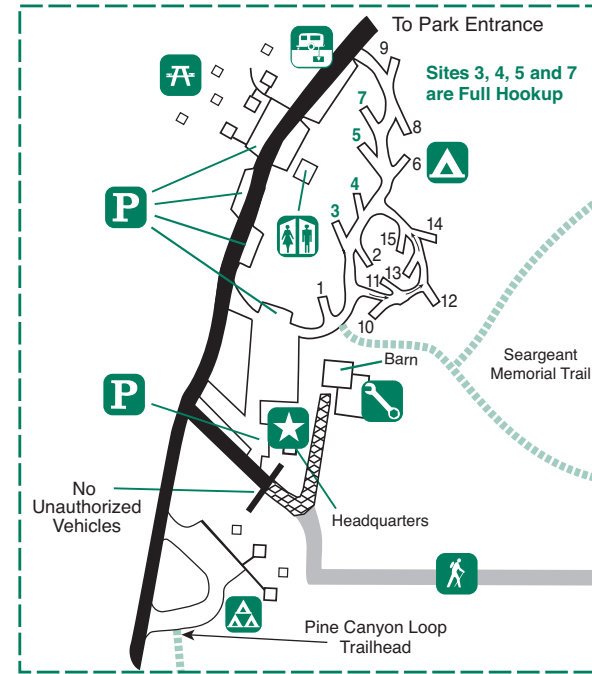 To Park Entrance
Sites 3, 4, 5 and 7
are Full Hookup
9
7
8
5
6
4
3
14
15
2
13
11
12
1
10
P
Barn
Seargeant
Memorial Trail
P
No
Unauthorized
Vehicles
Headquarters
Pine Canyon Loop
Trailhead